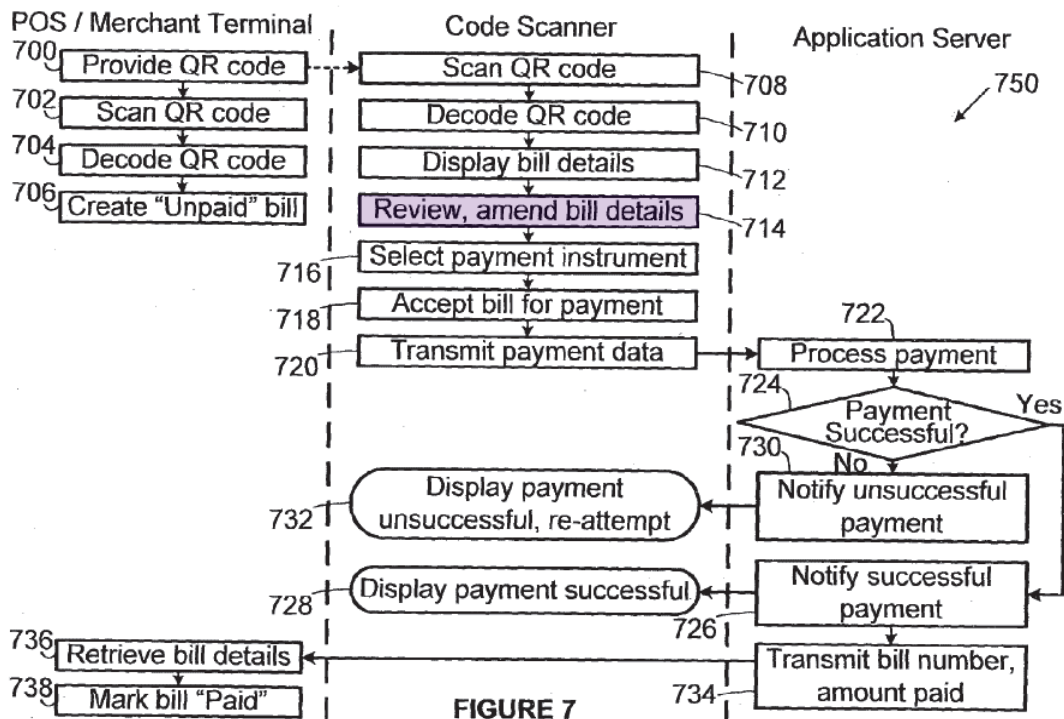 POS / Merchant Terminal
Code Scanner
Application Server
700
Provide QR code
Scan QR code
708
750
702
Scan QR code
Decode QR code
710
704
Decode QR code
Display bill details
712
706
Create “Unpaid” bill
Review, amend bill details
714
716
Select payment instrument
718
Accept bill for payment
722
720
Transmit payment data
Process payment
724
Payment
Successful?
Yes
730
No
Display payment
unsuccessful, re-attempt
732
Notify unsuccessful
payment
Display payment successful
728
Notify successful
payment
726
736
Retrieve bill details
Transmit bill number,
amount paid
734
738
Mark bill “Paid”
FIGURE 7